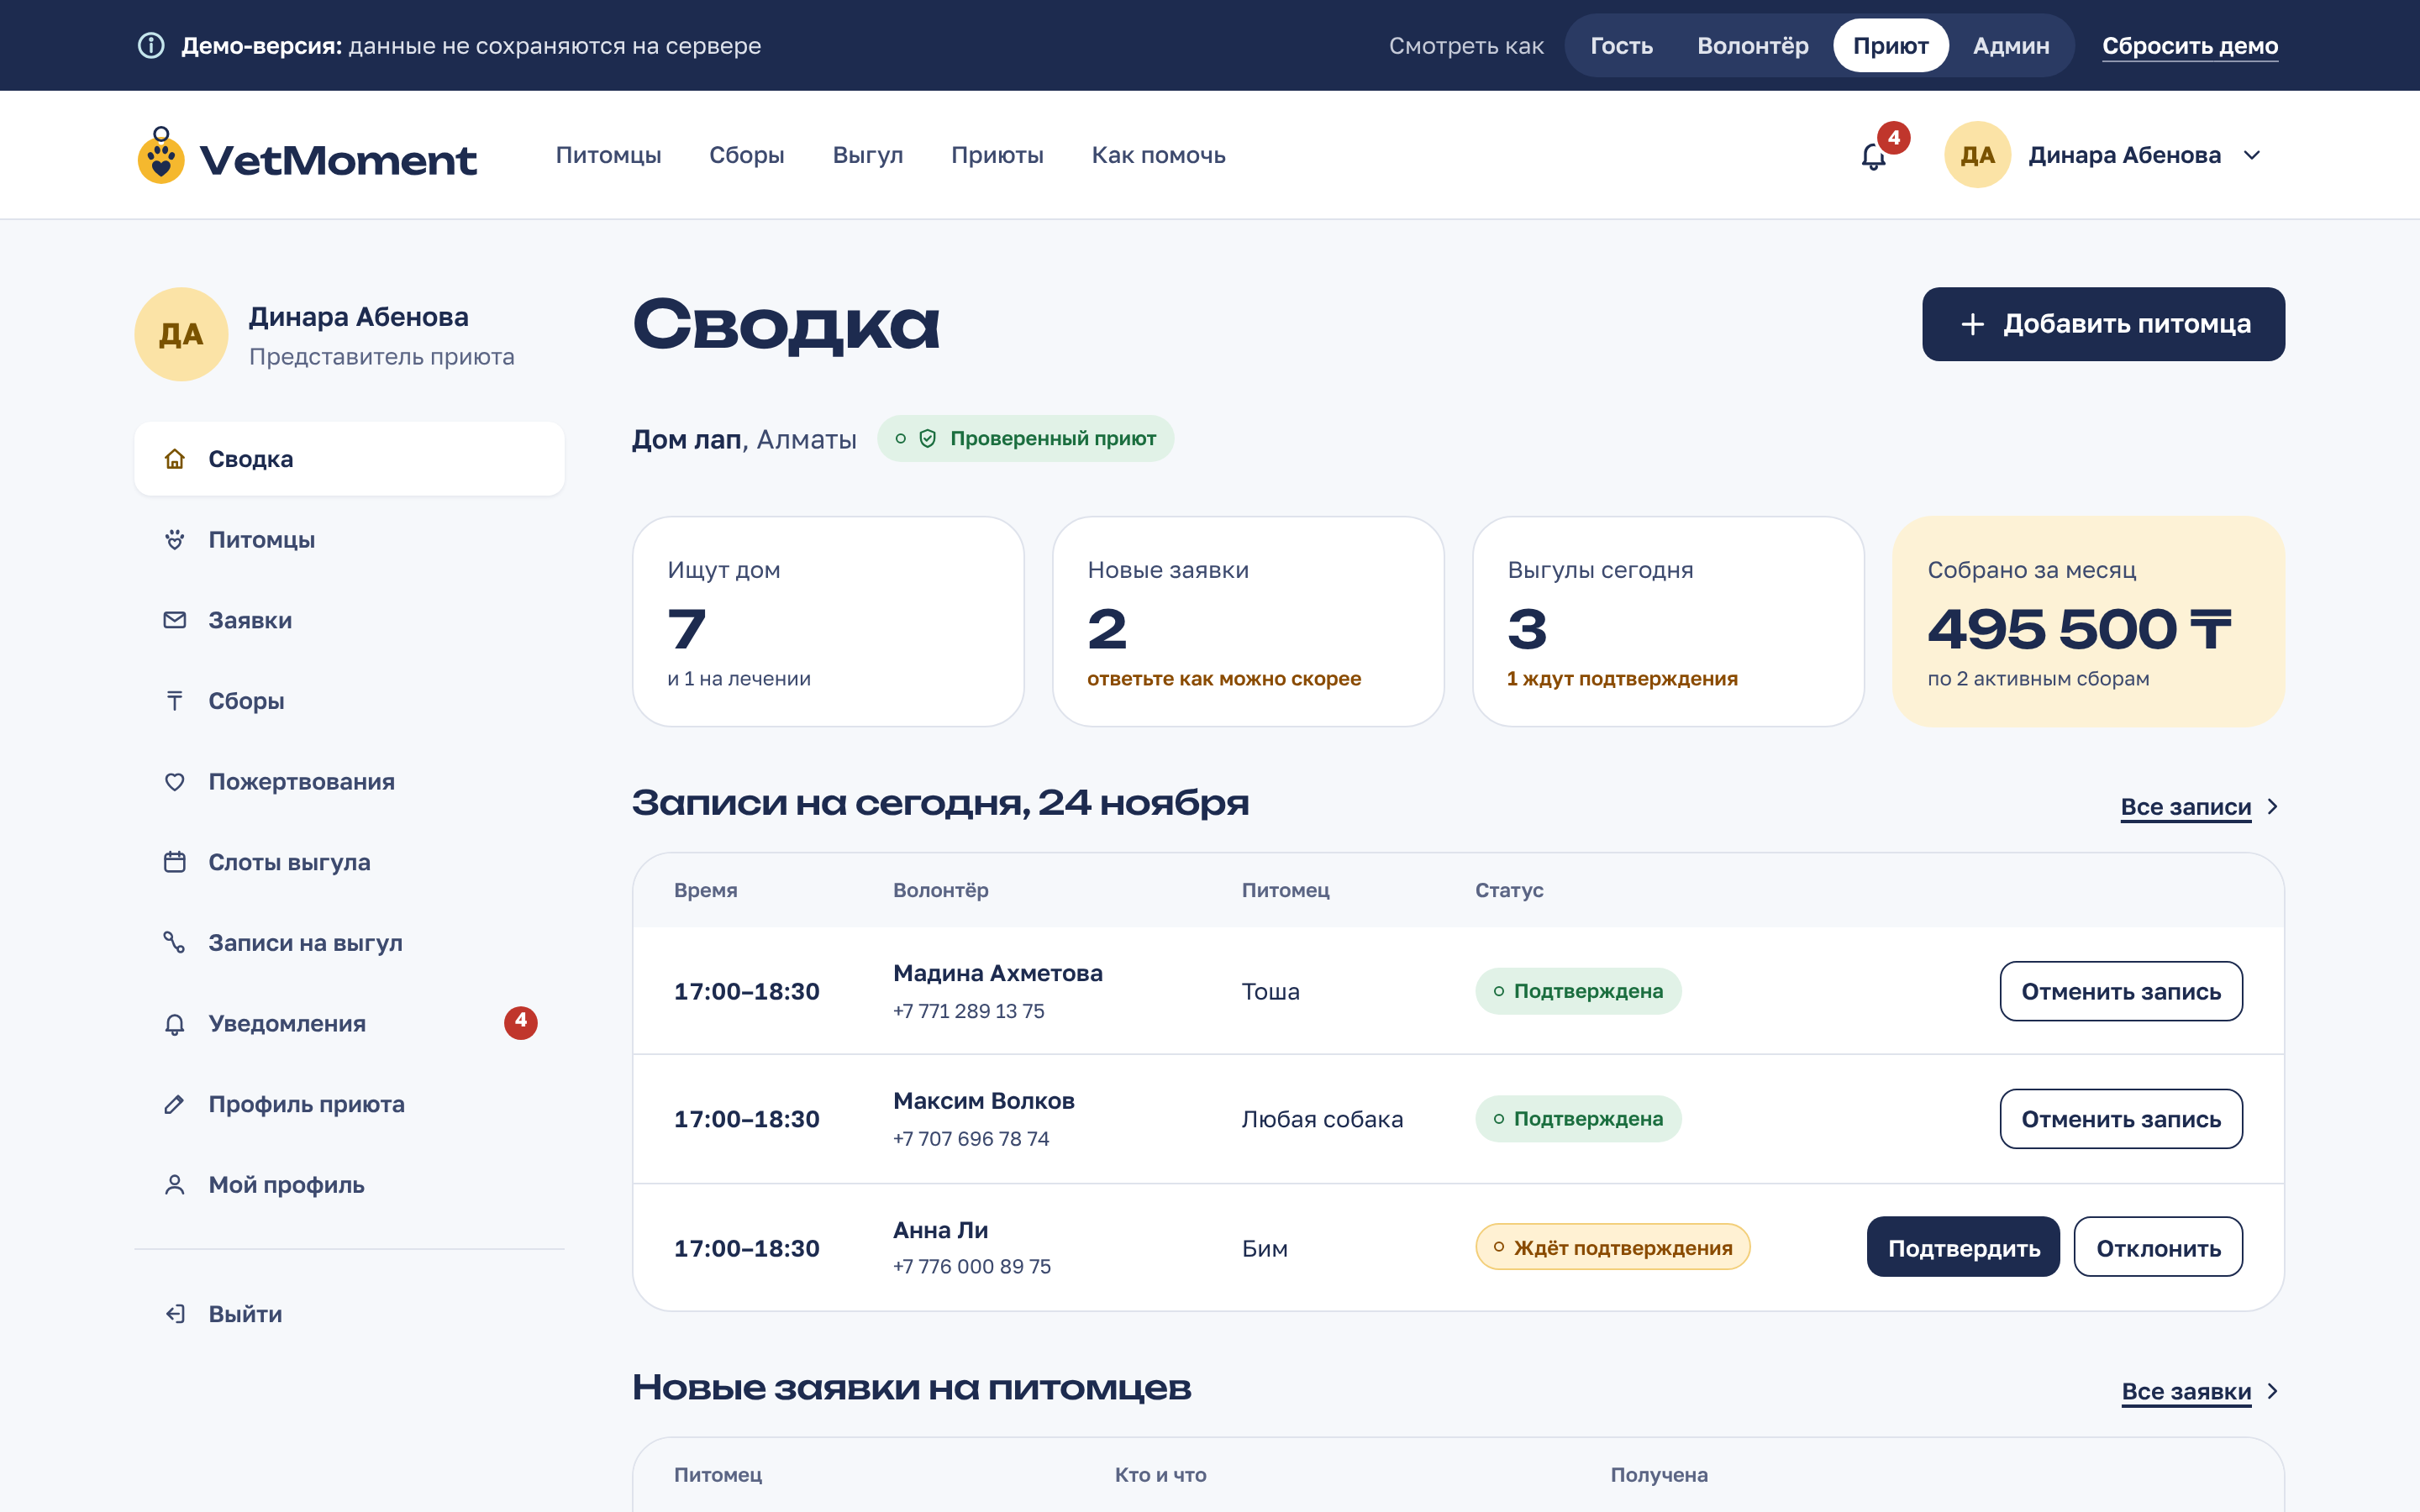 Демо-версия: данные не сохраняются на сервере
Смотреть как Гость Волонтёр Приют Админ Сбросить демо
VetMoment Питомцы Сборы Выгул Приюты Как помочь 4 ДА Динара Абенова
ДА Динара Абенова
Представитель приюта
Сводка
Питомцы
Заявки
Сборы
Пожертвования
Слоты выгула
Записи на выгул
Уведомления 4
Профиль приюта
Мой профиль
Выйти
Сводка
Добавить питомца
Дом лап, Алматы Проверенный приют
Ищут дом
7
и 1 на лечении
Новые заявки
2
ответьте как можно скорее
Выгулы сегодня
3
1 ждут подтверждения
Собрано за месяц
495 500 ₸
по 2 активным сборам
Записи на сегодня, 24 ноября
Все записи
Время Волонтёр Питомец Статус
17:00–18:30 Мадина Ахметова Тоша Подтверждена Отменить запись
+7 771 289 13 75
17:00–18:30 Максим Волков Любая собака Подтверждена Отменить запись
+7 707 696 78 74
17:00–18:30 Анна Ли Бим Ждёт подтверждения Подтвердить Отклонить
+7 776 000 89 75
Новые заявки на питомцев
Все заявки
Питомец Кто и что Получена